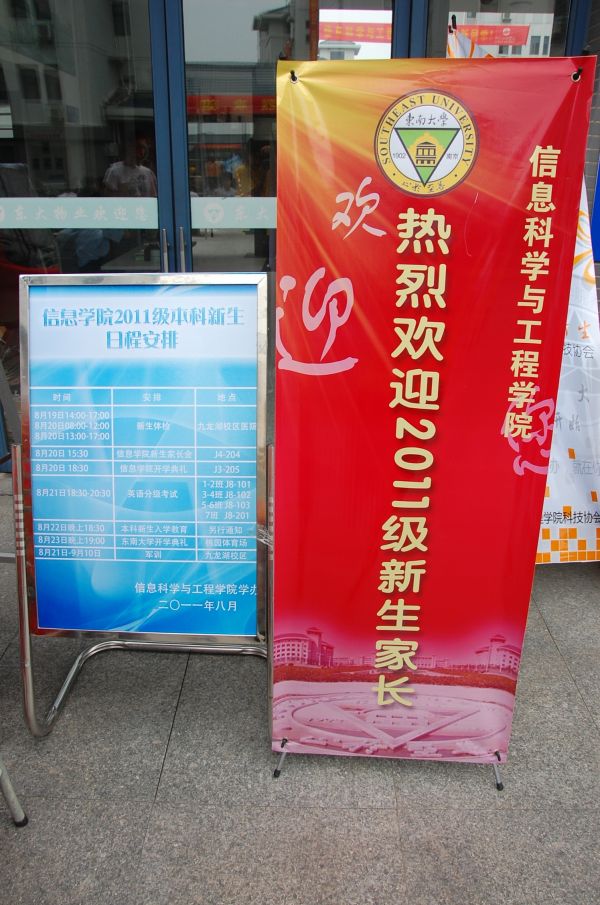 东大物业欢迎您
东大
信息学院2011级本科新生
日程安排
时间 安排 地点
8月19日14:00-17:00
8月20日08:00-12:00
8月20日13:00-17:00
新生体检
九龙湖校区医院
8月20日 15:30 信息学院新生家长会 J4-204
8月20日 18:30 信息学院开学典礼 J3-205
8月21日18:30-20:30 英语分级考试
1-2班 J8-101
3-4班 J8-102
5-6班 J8-103
7班 J8-201
8月22日晚上18:30 本科新生入学教育 另行通知
8月23日晚上19:00 东南大学开学典礼 桃园体育场
8月21日-9月10日 军训 九龙湖校区
信息科学与工程学院学办
二〇一一年八月
SOUTHEAST UNIVERSITY
東南大学
1902 南京
欢
迎
您
热烈欢迎2011级新生家长
信息科学与工程学院
生
技协会
大
学院科技协会